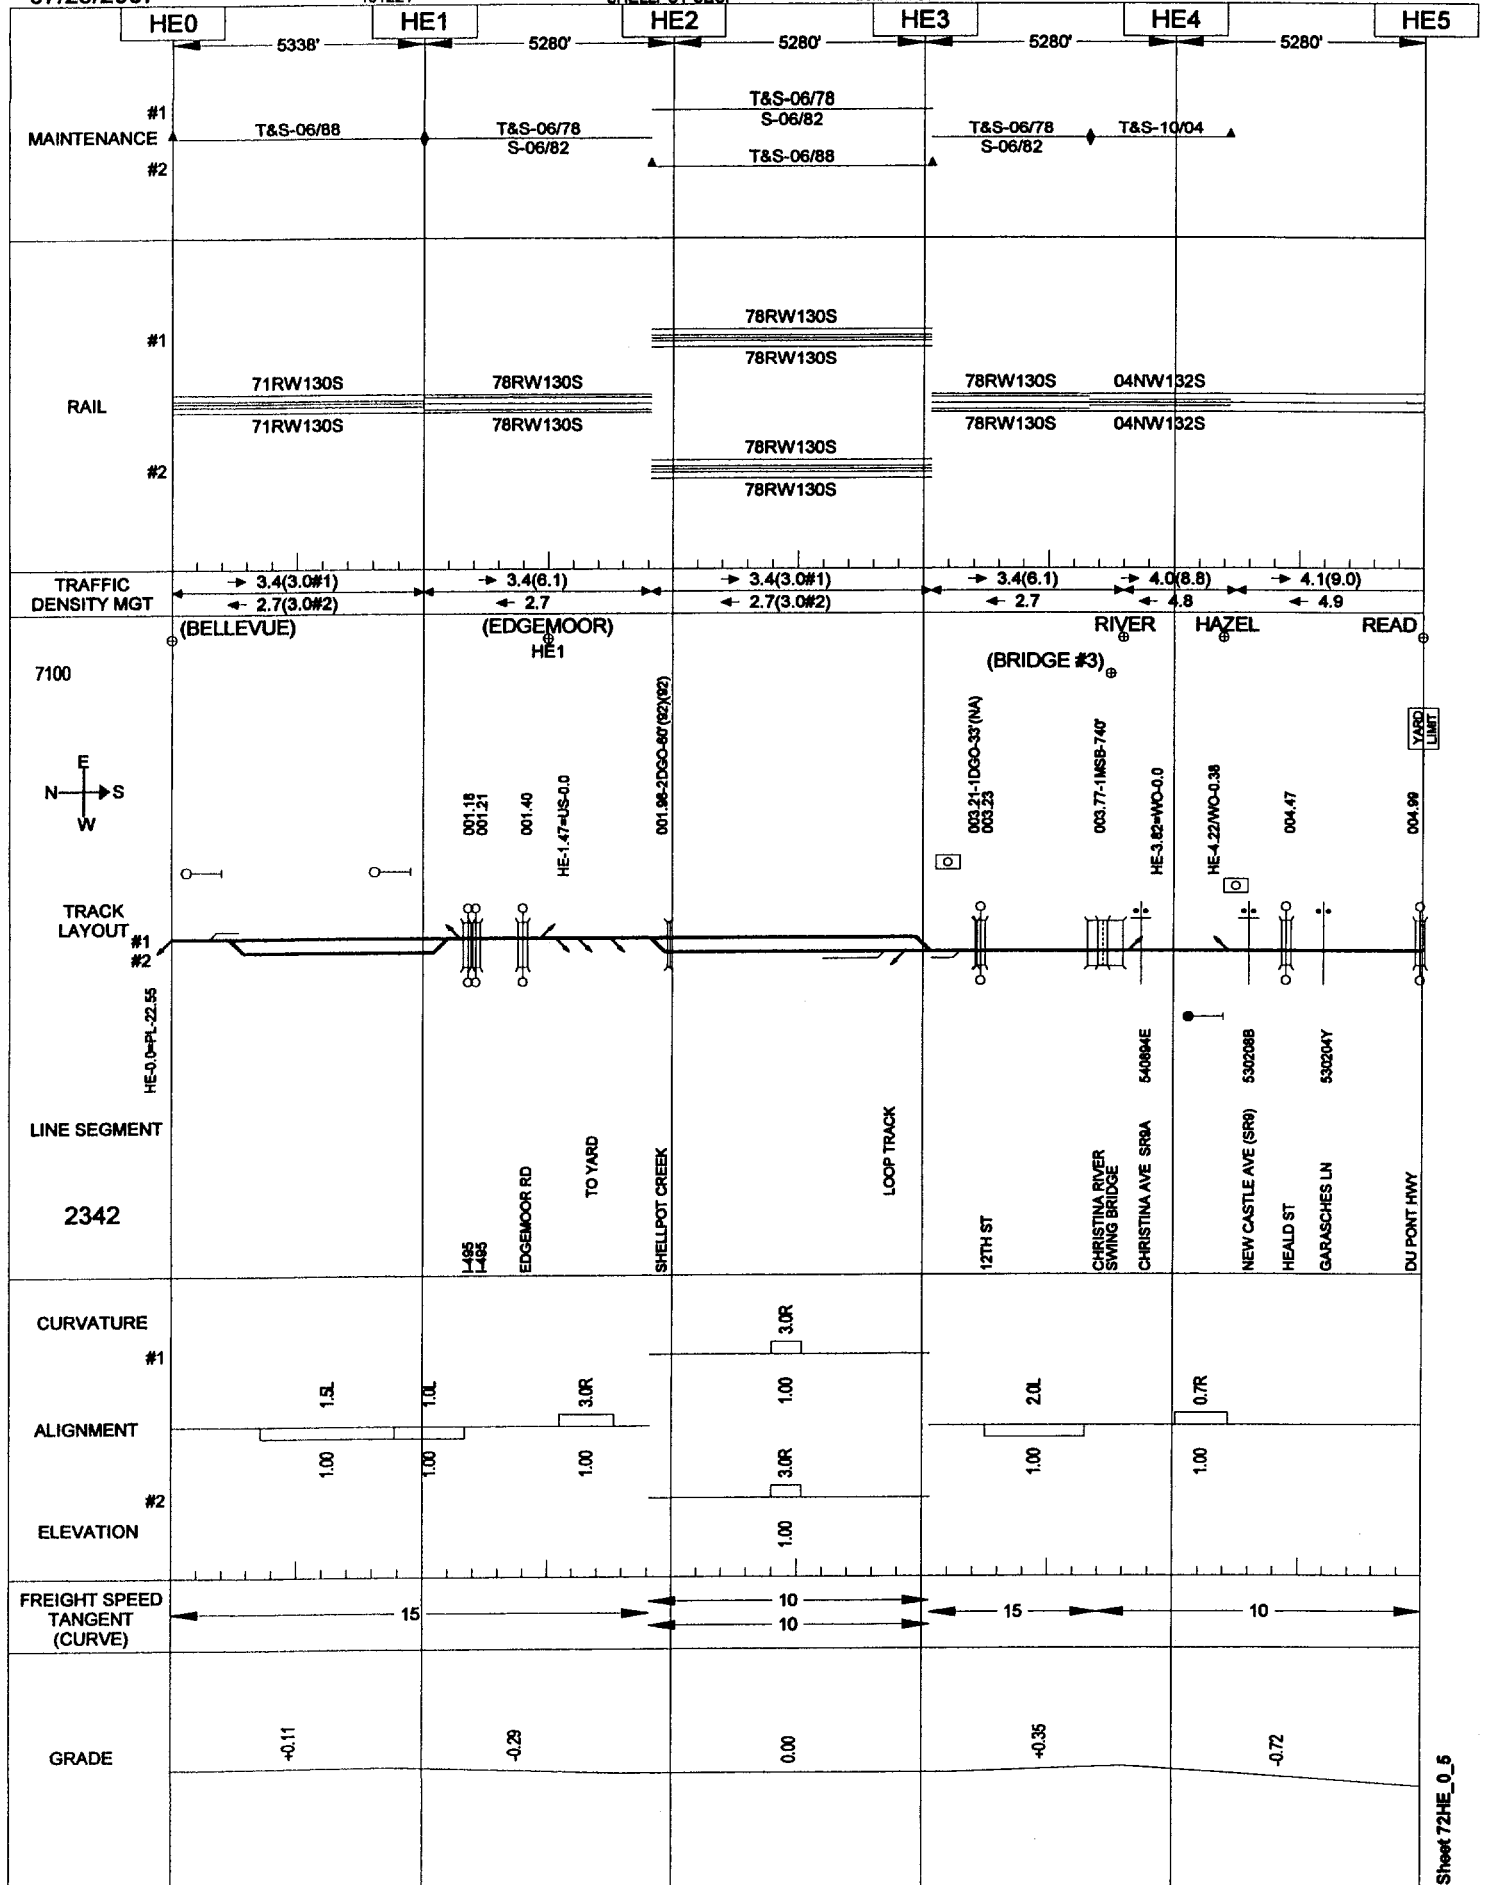 HE0 HE1 HE2 HE3 HE4 HE5
5338' 5280' 5280' 5280' 5280'
#1
MAINTENANCE
#2
T&S-06/88
T&S-06/78
S-06/82
T&S-06/78
S-06/82
T&S-06/88
T&S-06/78
S-06/82
T&S-10/04
#1
RAIL
#2
71RW130S
71RW130S
78RW130S
78RW130S
78RW130S
78RW130S
78RW130S
78RW130S
78RW130S
78RW130S
04NW132S
04NW132S
TRAFFIC
DENSITY MGT
3.4(3.0#1)
2.7(3.0#2)
3.4(6.1)
2.7
3.4(3.0#1)
2.7(3.0#2)
3.4(6.1)
2.7
4.0(8.8)
4.8
4.1(9.0)
4.9
(BELLEVUE)
(EDGEMOOR)
HE1
(BRIDGE #3)
RIVER
HAZEL
READ
7100
E
N S
W
YARD
LIMIT
001.18
001.21
001.40
HE-1.47=US-0.0
001.96-2DGO-60'(92)(92)
003.21-1DGO-33'(NA)
003.23
003.77-1MSB-740'
HE-3.82=WO-0.0
HE-4.22/WO-0.38
004.47
004.99
TRACK
LAYOUT
#1
#2
HE-0.0=PL-22.55
540694E
530208B
530204Y
LINE SEGMENT
2342
I-495
I-495
EDGEMOOR RD
TO YARD
SHELLPOT CREEK
LOOP TRACK
12TH ST
CHRISTINA RIVER
SWING BRIDGE
CHRISTINA AVE SR9A
NEW CASTLE AVE (SR9)
HEALD ST
GARASCHES LN
DU PONT HWY
CURVATURE
#1
ALIGNMENT
#2
ELEVATION
1.5L
1.00
1.0L
1.00
3.0R
1.00
3.0R
1.00
3.0R
1.00
2.0L
1.00
0.7R
1.00
FREIGHT SPEED
TANGENT
(CURVE)
15
10
10
15
10
GRADE
+0.11
-0.29
0.00
+0.35
-0.72
Sheet 72HE_0_5